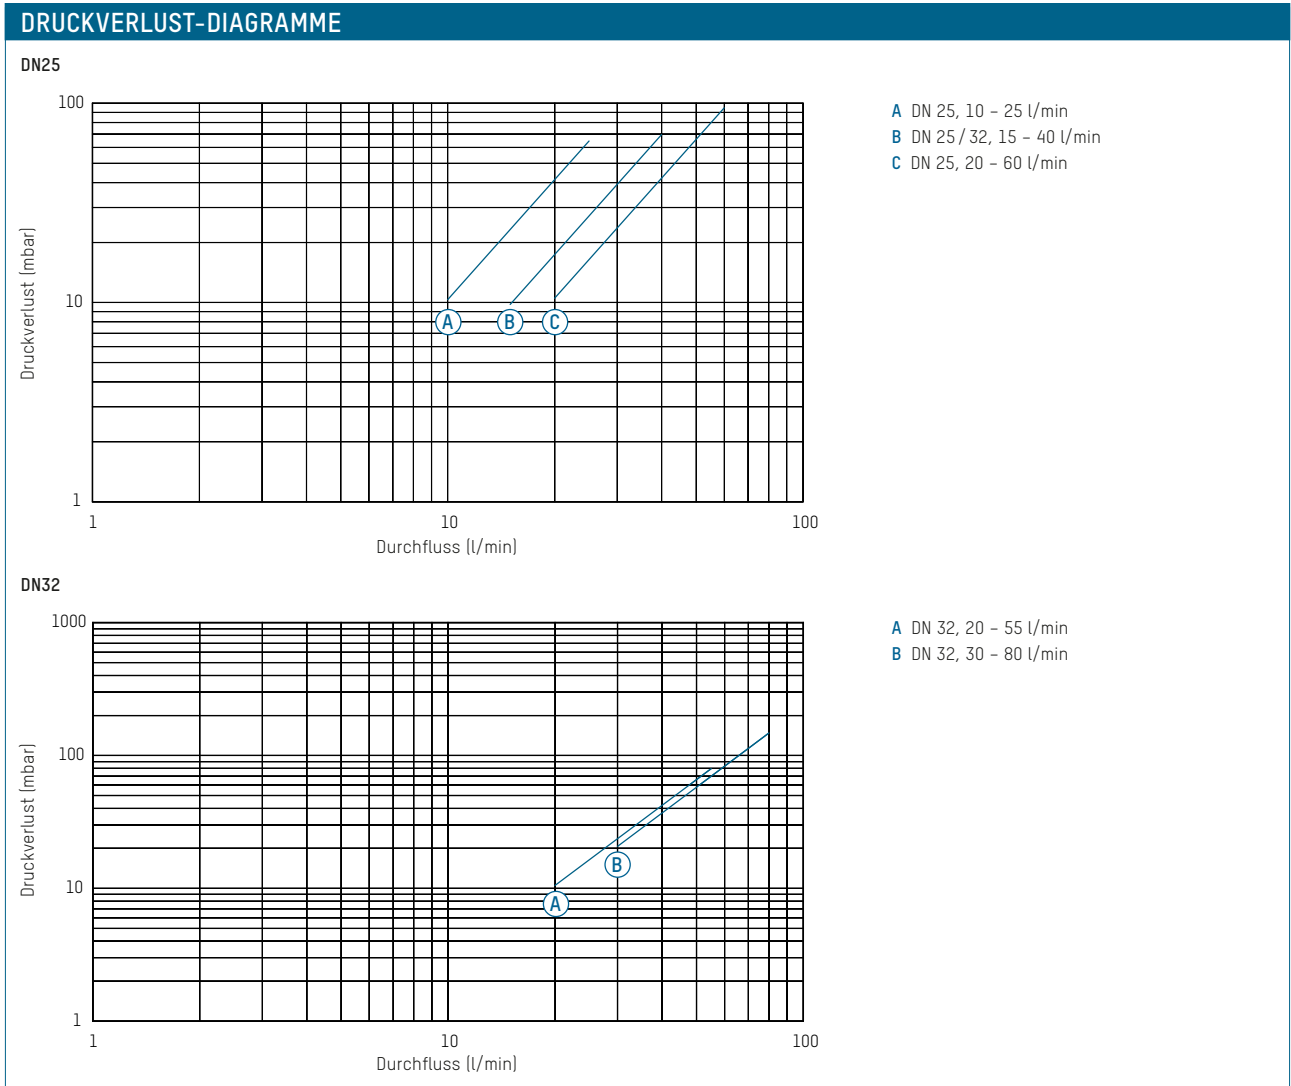 DRUCKVERLUST-DIAGRAMME
DN25
100
10
1
Druckverlust (mbar)
A
B
C
1
10
100
Durchfluss (l/min)
A DN 25, 10 – 25 l/min
B DN 25 / 32, 15 – 40 l/min
C DN 25, 20 – 60 l/min
DN32
1000
100
10
1
Druckverlust (mbar)
B
A
1
10
100
Durchfluss (l/min)
A DN 32, 20 – 55 l/min
B DN 32, 30 – 80 l/min